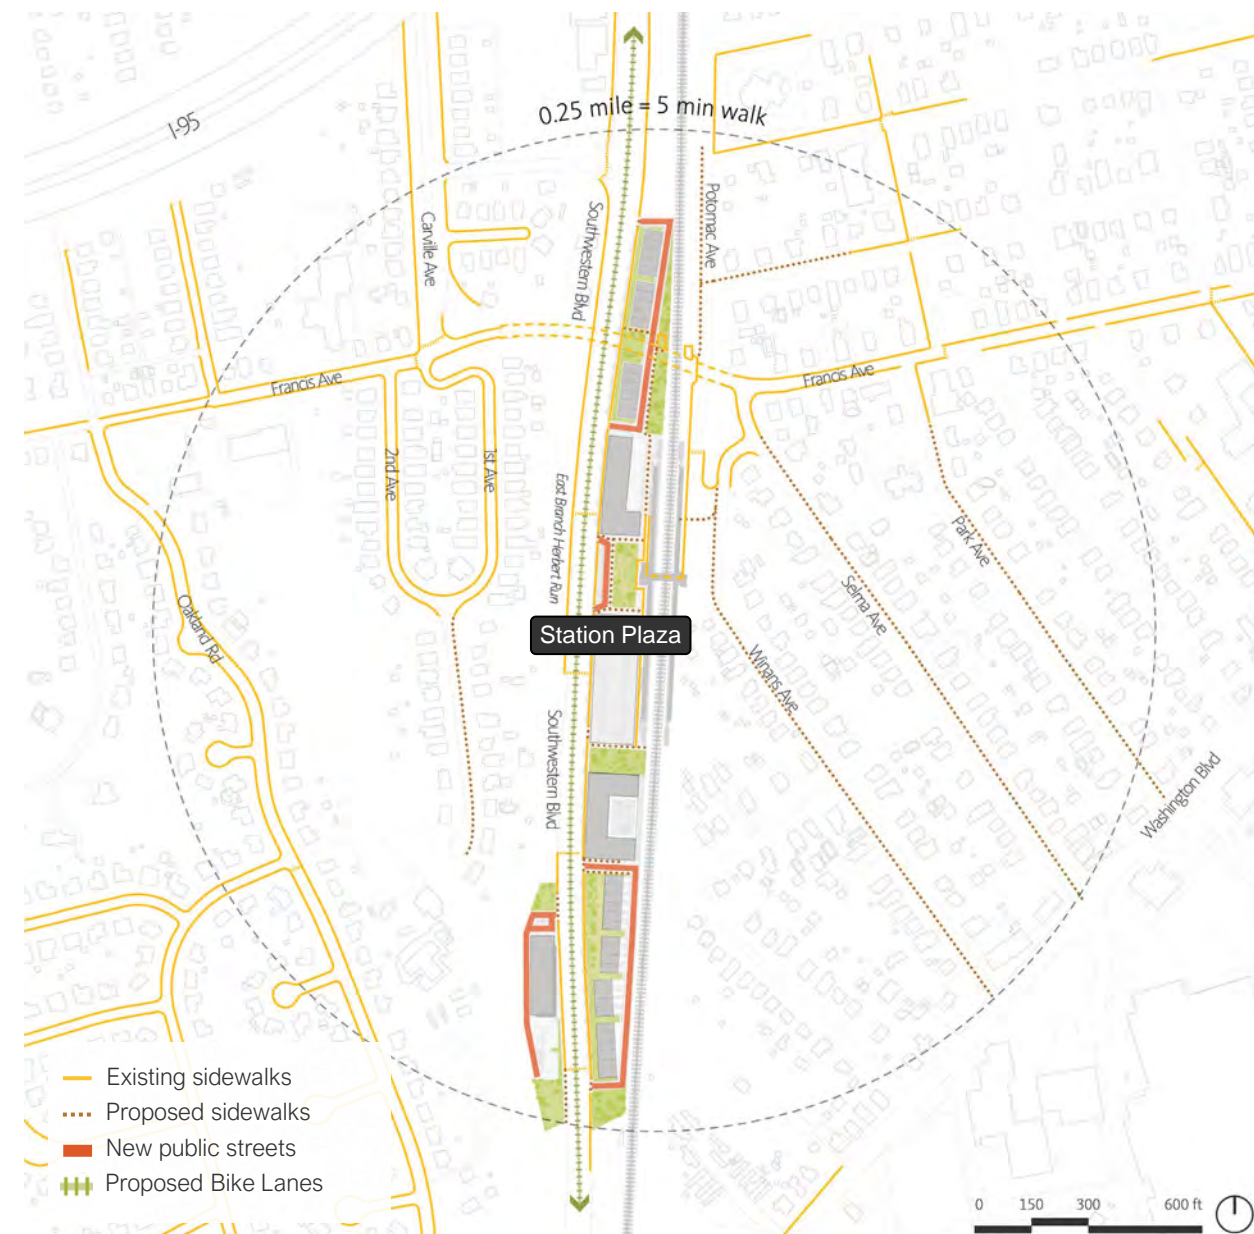 0.25 mile = 5 min walk
I-95
Potomac Ave
Carville Ave
Southwestern Blvd
Francis Ave
Francis Ave
2nd Ave
1st Ave
East Branch Herbert Run
Park Ave
Selma Ave
Oakland Rd
Station Plaza
Winans Ave
Southwestern Blvd
Washington Blvd
Existing sidewalks
Proposed sidewalks
New public streets
Proposed Bike Lanes
0 150 300 600 ft